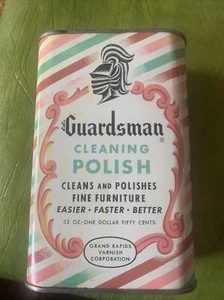 Guardsman®
CLEANING
POLISH
CLEANS AND POLISHES
FINE FURNITURE
EASIER • FASTER • BETTER
32 OZ.-ONE DOLLAR FIFTY CENTS
GRAND RAPIDS
VARNISH
CORPORATION